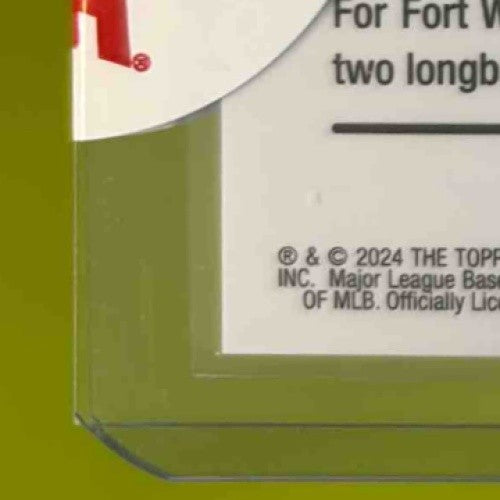 For Fort
two longb
® & © 2024 THE TOPP
INC. Major League Base
OF MLB. Officially Lic
®